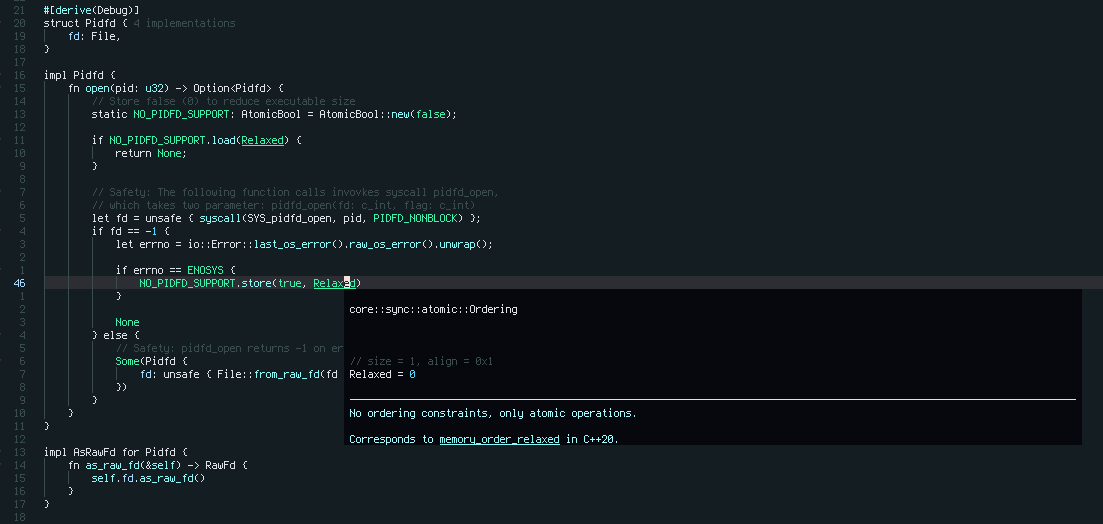 21 #[derive(Debug)]
20 struct Pidfd { 4 implementations
19 fd: File,
18 }
17
16 impl Pidfd {
15 fn open(pid: u32) -> Option<Pidfd> {
14 // Store false (0) to reduce executable size
13 static NO_PIDFD_SUPPORT: AtomicBool = AtomicBool::new(false);
12
11 if NO_PIDFD_SUPPORT.load(Relaxed) {
10 return None;
9 }
8
7 // Safety: The following function calls invovkes syscall pidfd_open,
6 // which takes two parameter: pidfd_open(fd: c_int, flag: c_int)
5 let fd = unsafe { syscall(SYS_pidfd_open, pid, PIDFD_NONBLOCK) };
4 if fd == -1 {
3 let errno = io::Error::last_os_error().raw_os_error().unwrap();
2
1 if errno == ENOSYS {
46 NO_PIDFD_SUPPORT.store(true, Relaxed)
1 }
2 core::sync::atomic::Ordering
3 None
4 } else {
5 // Safety: pidfd_open returns -1 on er
6 Some(Pidfd { // size = 1, align = 0x1
7 fd: unsafe { File::from_raw_fd(fd Relaxed = 0
8 })
9 }
10 } No ordering constraints, only atomic operations.
11 }
12 Corresponds to memory_order_relaxed in C++20.
13 impl AsRawFd for Pidfd {
14 fn as_raw_fd(&self) -> RawFd {
15 self.fd.as_raw_fd()
16 }
17 }
18